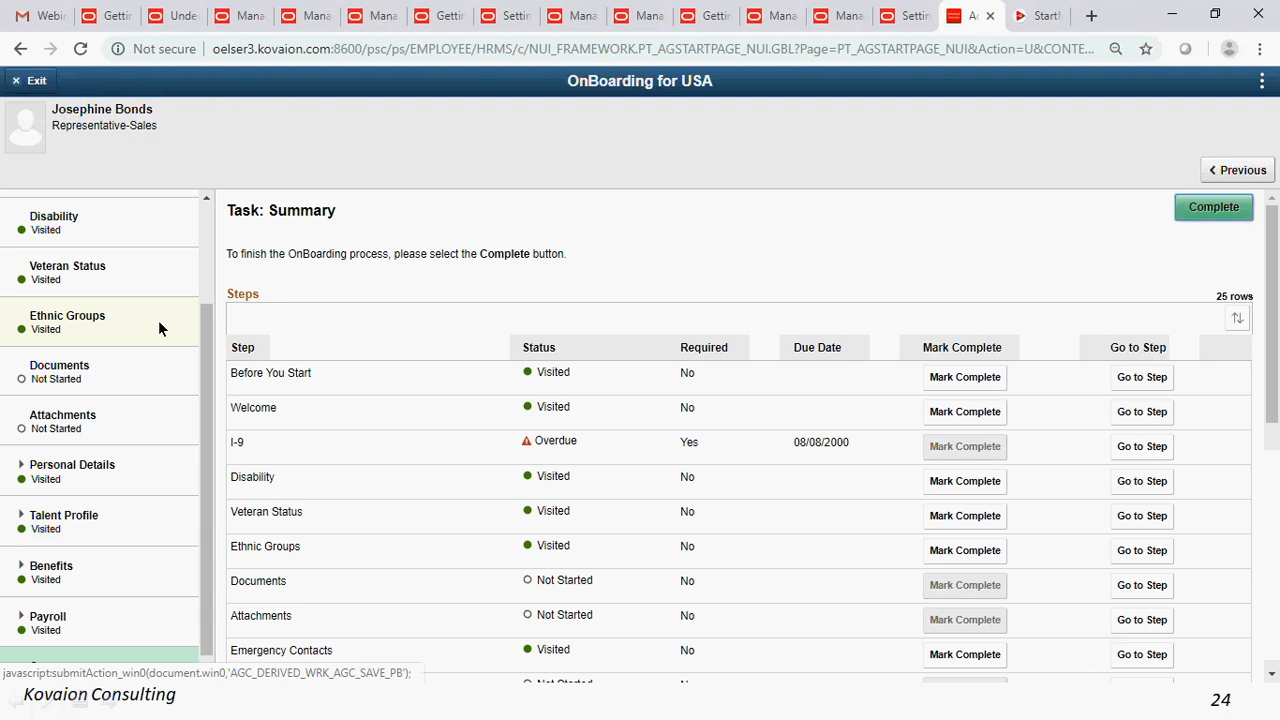 Webin
Gettin
Unde
Mana
Mana
Mana
Gettin
Settin
Mana
Mana
Gettin
Mana
Mana
Settin
Ac
StartN
Not secure
oelser3.kovaion.com:8600/psc/ps/EMPLOYEE/HRMS/c/NUI_FRAMEWORK.PT_AGSTARTPAGE_NUI.GBL?Page=PT_AGSTARTPAGE_NUI&Action=U&CONTE...
× Exit
OnBoarding for USA
Josephine Bonds
Representative-Sales
Previous
Disability
Visited
Veteran Status
Visited
Ethnic Groups
Visited
Documents
Not Started
Attachments
Not Started
Personal Details
Visited
Talent Profile
Visited
Benefits
Visited
Payroll
Visited
Task: Summary
Complete
To finish the OnBoarding process, please select the Complete button.
Steps
25 rows
Step Status Required Due Date Mark Complete Go to Step
Before You Start Visited No Mark Complete Go to Step
Welcome Visited No Mark Complete Go to Step
I-9 Overdue Yes 08/08/2000 Mark Complete Go to Step
Disability Visited No Mark Complete Go to Step
Veteran Status Visited No Mark Complete Go to Step
Ethnic Groups Visited No Mark Complete Go to Step
Documents Not Started No Mark Complete Go to Step
Attachments Not Started No Mark Complete Go to Step
Emergency Contacts Visited No Mark Complete Go to Step
javascript:submitAction_win0(document.win0,'AGC_DERIVED_WRK_AGC_SAVE_PB');
Kovaion Consulting
24